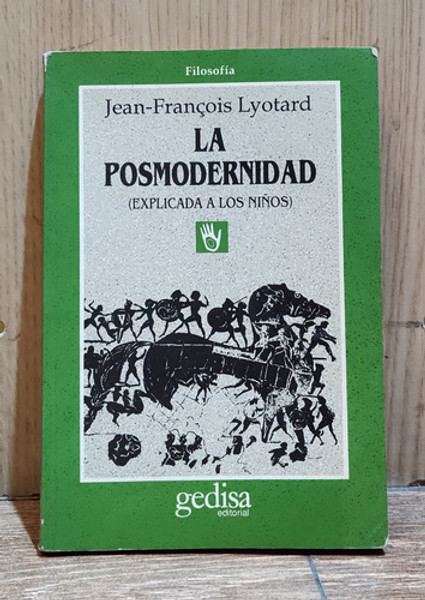 Filosofía
Jean-François Lyotard
LA
POSMODERNIDAD
(EXPLICADA A LOS NIÑOS)
gedisa
editorial